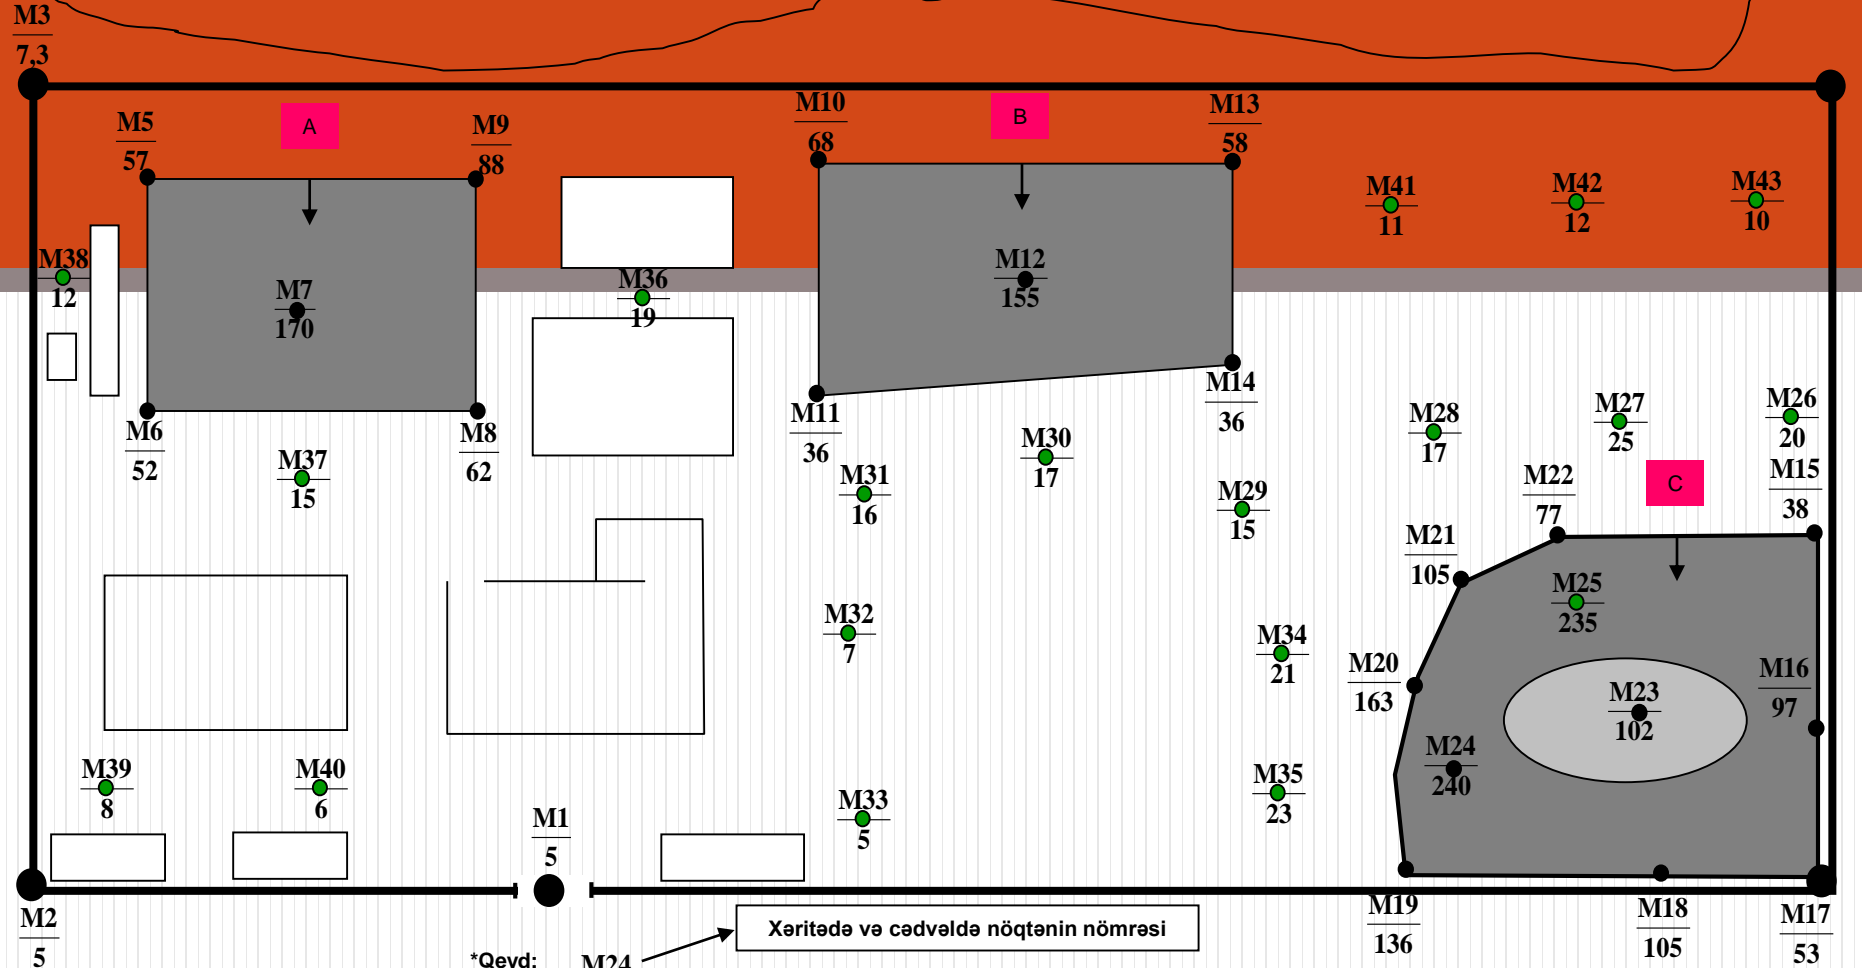 M3
7,3
M5
57
A
M9
88
M10
68
B
M13
58
M41
11
M42
12
M43
10
M38
12
M7
170
M36
19
M12
155
M6
52
M37
15
M8
62
M11
36
M31
16
M30
17
M14
36
M29
15
M28
17
M27
25
M26
20
M22
77
C
M15
38
M21
105
M25
235
M32
7
M34
21
M20
163
M23
102
M16
97
M24
240
M39
8
M40
6
M1
5
M33
5
M35
23
M2
5
M19
136
M18
105
M17
53
Xəritədə və cədvəldə nöqtənin nömrəsi
*Qeyd:
M24